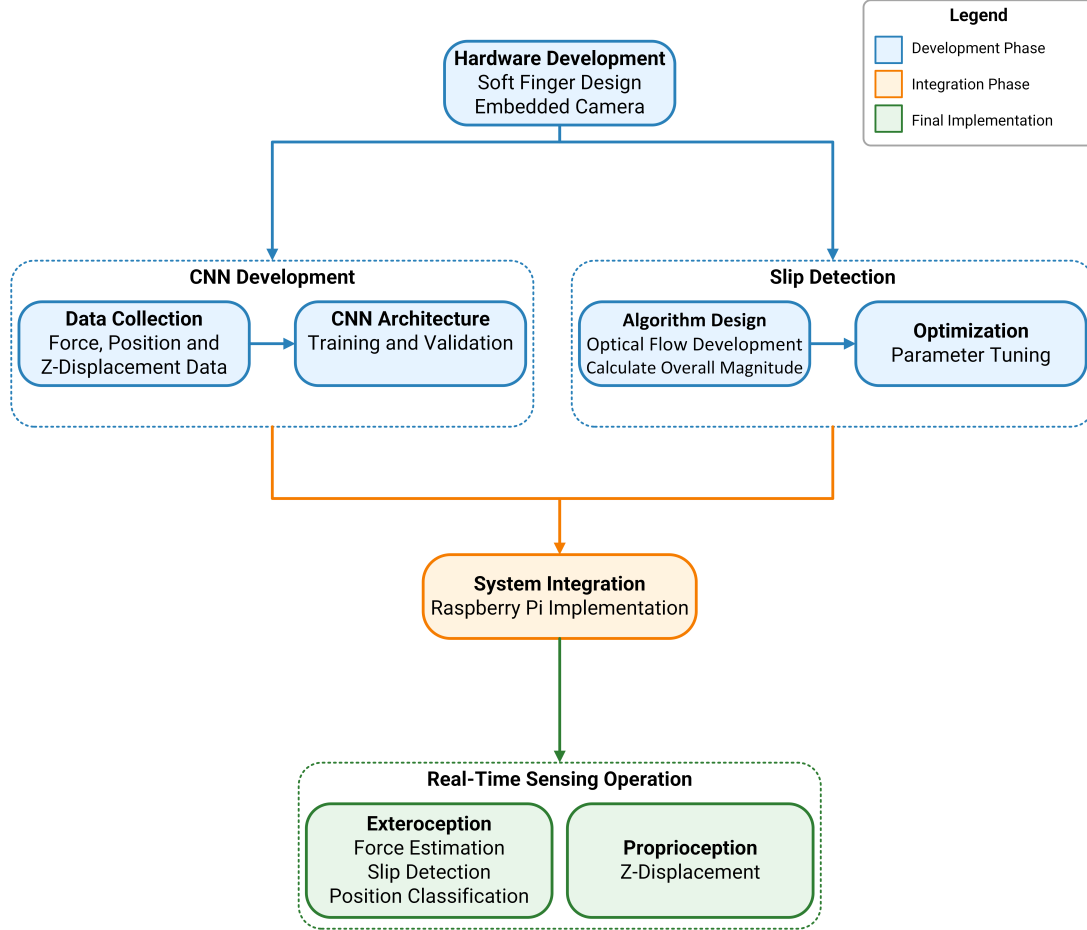 Legend
Development Phase
Integration Phase
Final Implementation
Hardware Development
Soft Finger Design
Embedded Camera
CNN Development
Data Collection
Force, Position and
Z-Displacement Data
CNN Architecture
Training and Validation
Slip Detection
Algorithm Design
Optical Flow Development
Calculate Overall Magnitude
Optimization
Parameter Tuning
System Integration
Raspberry Pi Implementation
Real-Time Sensing Operation
Exteroception
Force Estimation
Slip Detection
Position Classification
Proprioception
Z-Displacement